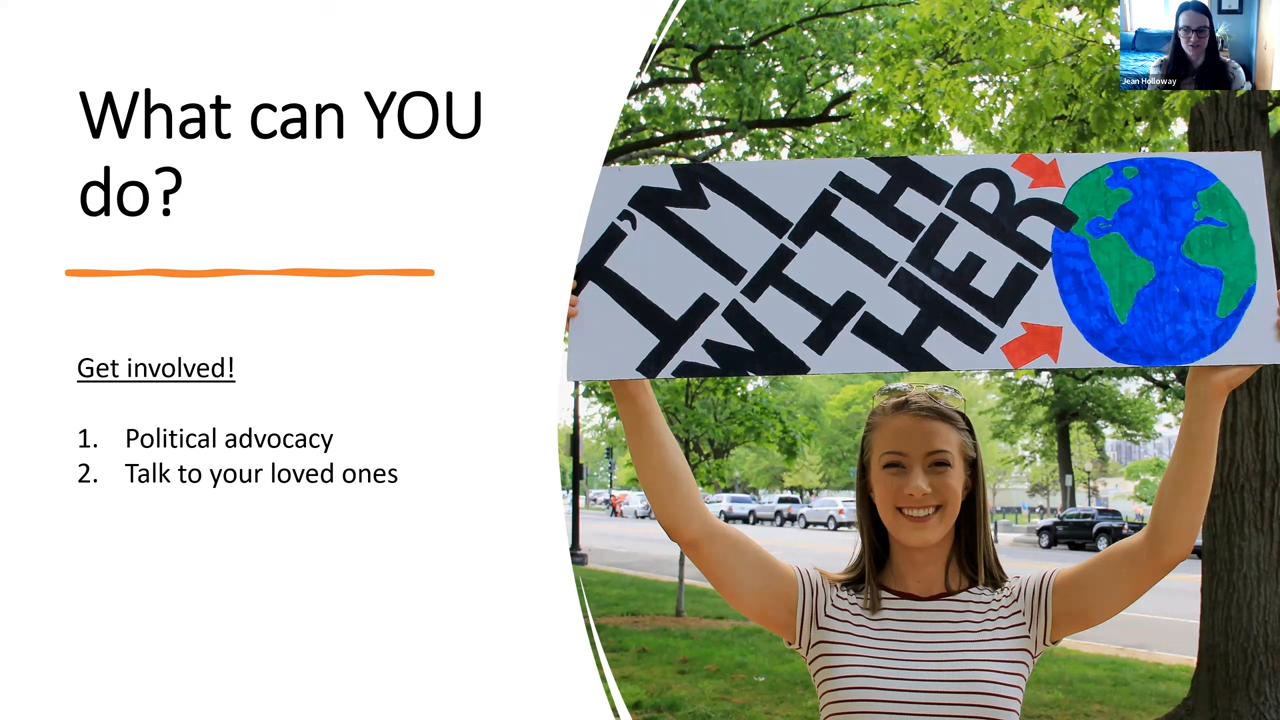 What can YOU
do?
Get involved!
1. Political advocacy
2. Talk to your loved ones
I'M
WITH
HER
Jean Holloway